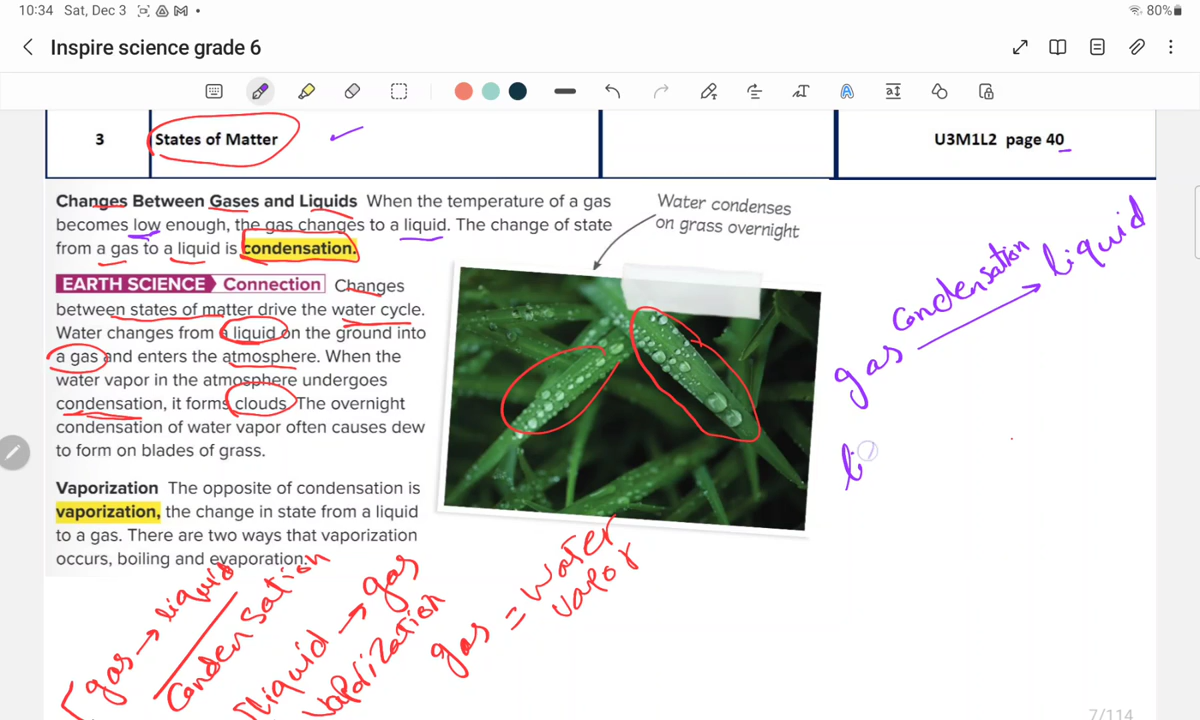 10:34 Sat, Dec 3
80%
Inspire science grade 6
3
States of Matter
U3M1L2 page 40
Changes Between Gases and Liquids When the temperature of a gas
becomes low enough, the gas changes to a liquid. The change of state
from a gas to a liquid is condensation.
EARTH SCIENCE Connection Changes
between states of matter drive the water cycle.
Water changes from a liquid on the ground into
a gas and enters the atmosphere. When the
water vapor in the atmosphere undergoes
condensation, it forms clouds. The overnight
condensation of water vapor often causes dew
to form on blades of grass.
Vaporization The opposite of condensation is
vaporization, the change in state from a liquid
to a gas. There are two ways that vaporization
occurs, boiling and evaporation.
Water condenses
on grass overnight
gas condensation → liquid
li
gas → liquid
Condensation
liquid → gas
gas = water
vapor
7/114